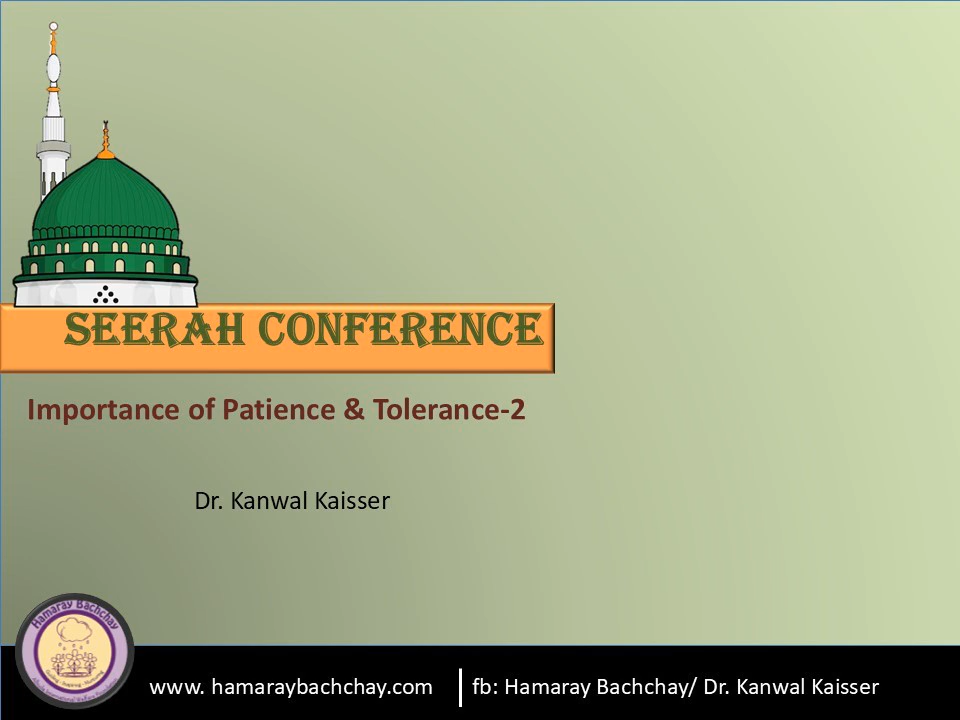 SEERAH CONFERENCE
Importance of Patience & Tolerance-2
Dr. Kanwal Kaisser
Hamaray Bachchay
www. hamaraybachchay.com
fb: Hamaray Bachchay/ Dr. Kanwal Kaisser